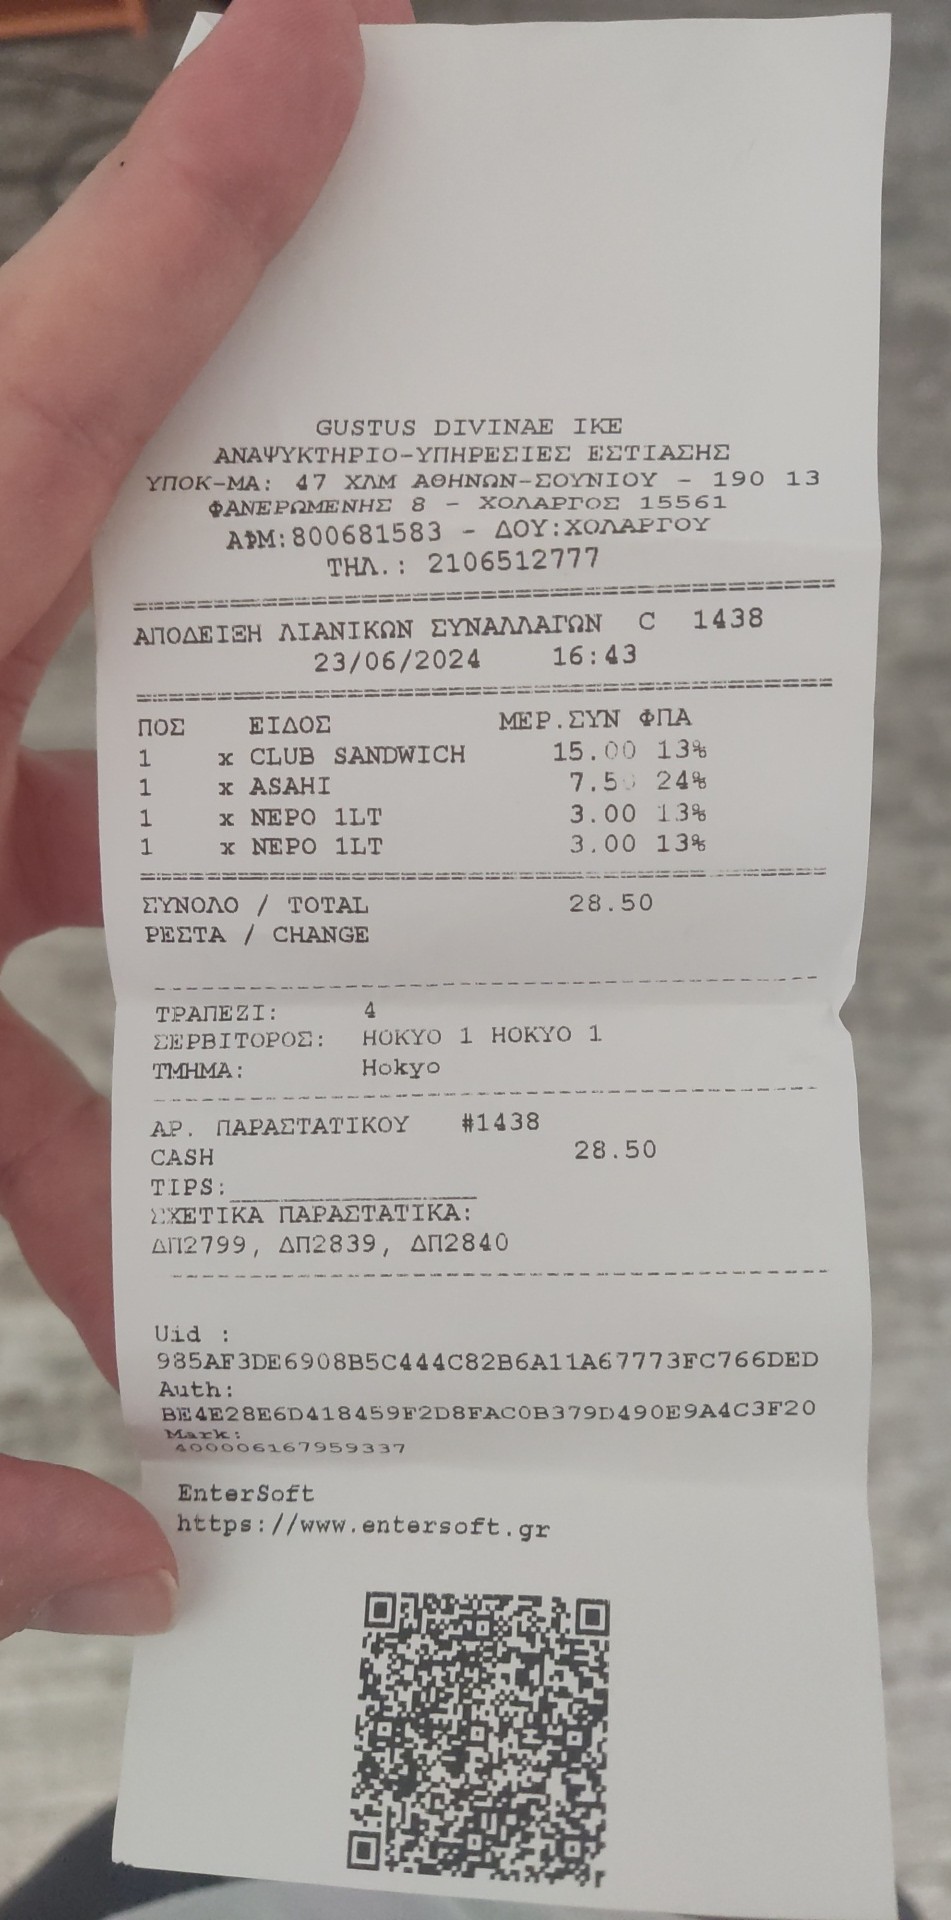 GUSTUS DIVINAE IKE
ΑΝΑΨΥΚΤΗΡΙΟ-ΥΠΗΡΕΣΙΕΣ ΕΣΤΙΑΣΗΣ
ΥΠΟΚ-ΜΑ: 47 ΧΛΜ ΑΘΗΝΩΝ-ΣΟΥΝΙΟΥ - 190 13
ΦΑΝΕΡΩΜΕΝΗΣ 8 - ΧΟΛΑΡΓΟΣ 15561
ΑΦΜ:800681583 - ΔΟΥ:ΧΟΛΑΡΓΟΥ
ΤΗΛ.: 2106512777
ΑΠΟΔΕΙΞΗ ΛΙΑΝΙΚΩΝ ΣΥΝΑΛΛΑΓΩΝ C 1438
23/06/2024 16:43
ΠΟΣ ΕΙΔΟΣ ΜΕΡ.ΣΥΝ ΦΠΑ
1 x CLUB SANDWICH 15.00 13%
1 x ASAHI 7.50 24%
1 x ΝΕΡΟ 1LT 3.00 13%
1 x ΝΕΡΟ 1LT 3.00 13%
ΣΥΝΟΛΟ / TOTAL 28.50
ΡΕΣΤΑ / CHANGE
ΤΡΑΠΕΖΙ: 4
ΣΕΡΒΙΤΟΡΟΣ: HOKYO 1 HOKYO 1
ΤΜΗΜΑ: Hokyo
ΑΡ. ΠΑΡΑΣΤΑΤΙΚΟΥ #1438
CASH 28.50
TIPS:
ΣΧΕΤΙΚΑ ΠΑΡΑΣΤΑΤΙΚΑ:
ΔΠ2799, ΔΠ2839, ΔΠ2840
Uid :
985AF3DE6908B5C444C82B6A11A67773FC766DED
Auth:
BE4E28E6D418459F2D8FAC0B379D490E9A4C3F20
Mark:
400006167959337
EnterSoft
https://www.entersoft.gr